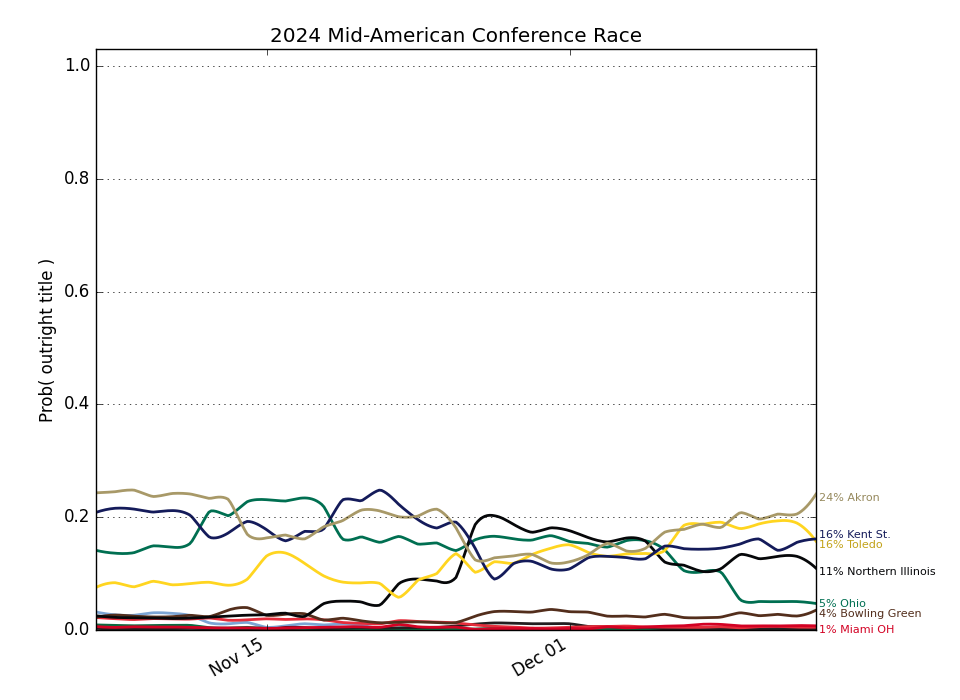 2024 Mid-American Conference Race
1.0
0.8
0.6
0.4
0.2
0.0
Prob( outright title )
Nov 15
Dec 01
24% Akron
16% Kent St.
16% Toledo
11% Northern Illinois
5% Ohio
4% Bowling Green
1% Miami OH